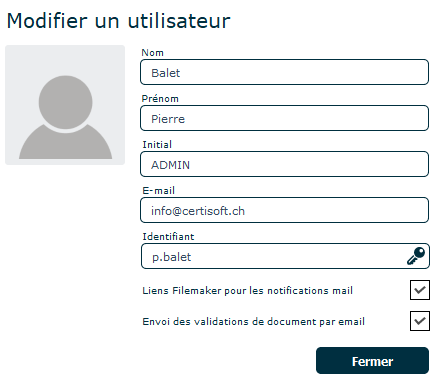 Modifier un utilisateur
Nom
Balet
Prénom
Pierre
Initial
ADMIN
E-mail
info@certisoft.ch
Identifiant
p.balet
Liens Filemaker pour les notifications mail
Envoi des validations de document par email
Fermer